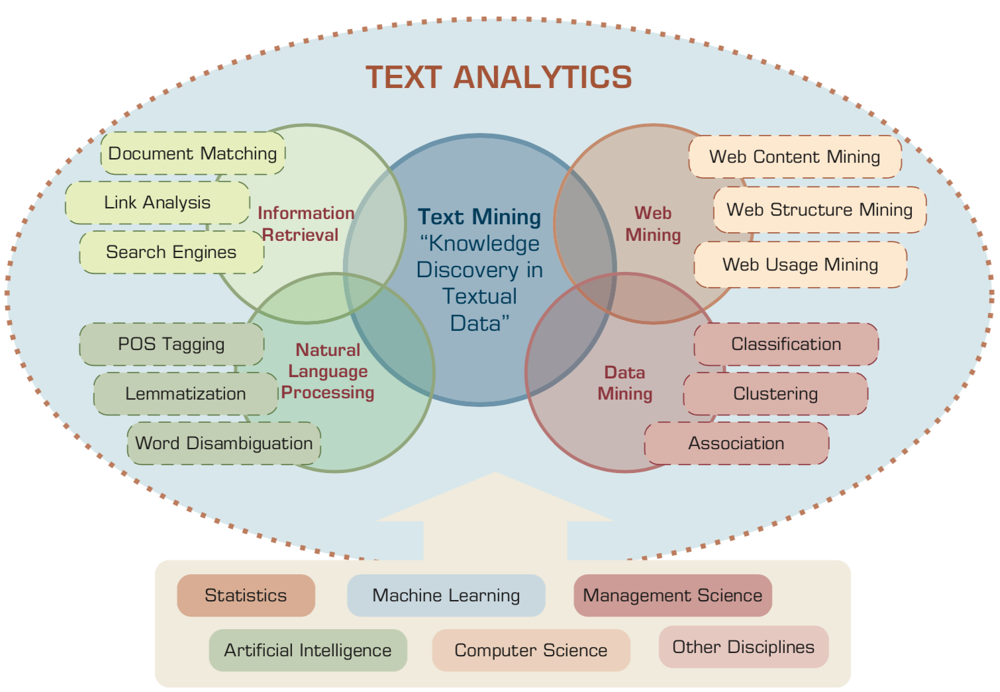 TEXT ANALYTICS
Document Matching
Link Analysis
Search Engines
Information
Retrieval
Text Mining
“Knowledge
Discovery in
Textual
Data”
Web
Mining
Web Content Mining
Web Structure Mining
Web Usage Mining
POS Tagging
Lemmatization
Word Disambiguation
Natural
Language
Processing
Data
Mining
Classification
Clustering
Association
Statistics
Machine Learning
Management Science
Artificial Intelligence
Computer Science
Other Disciplines